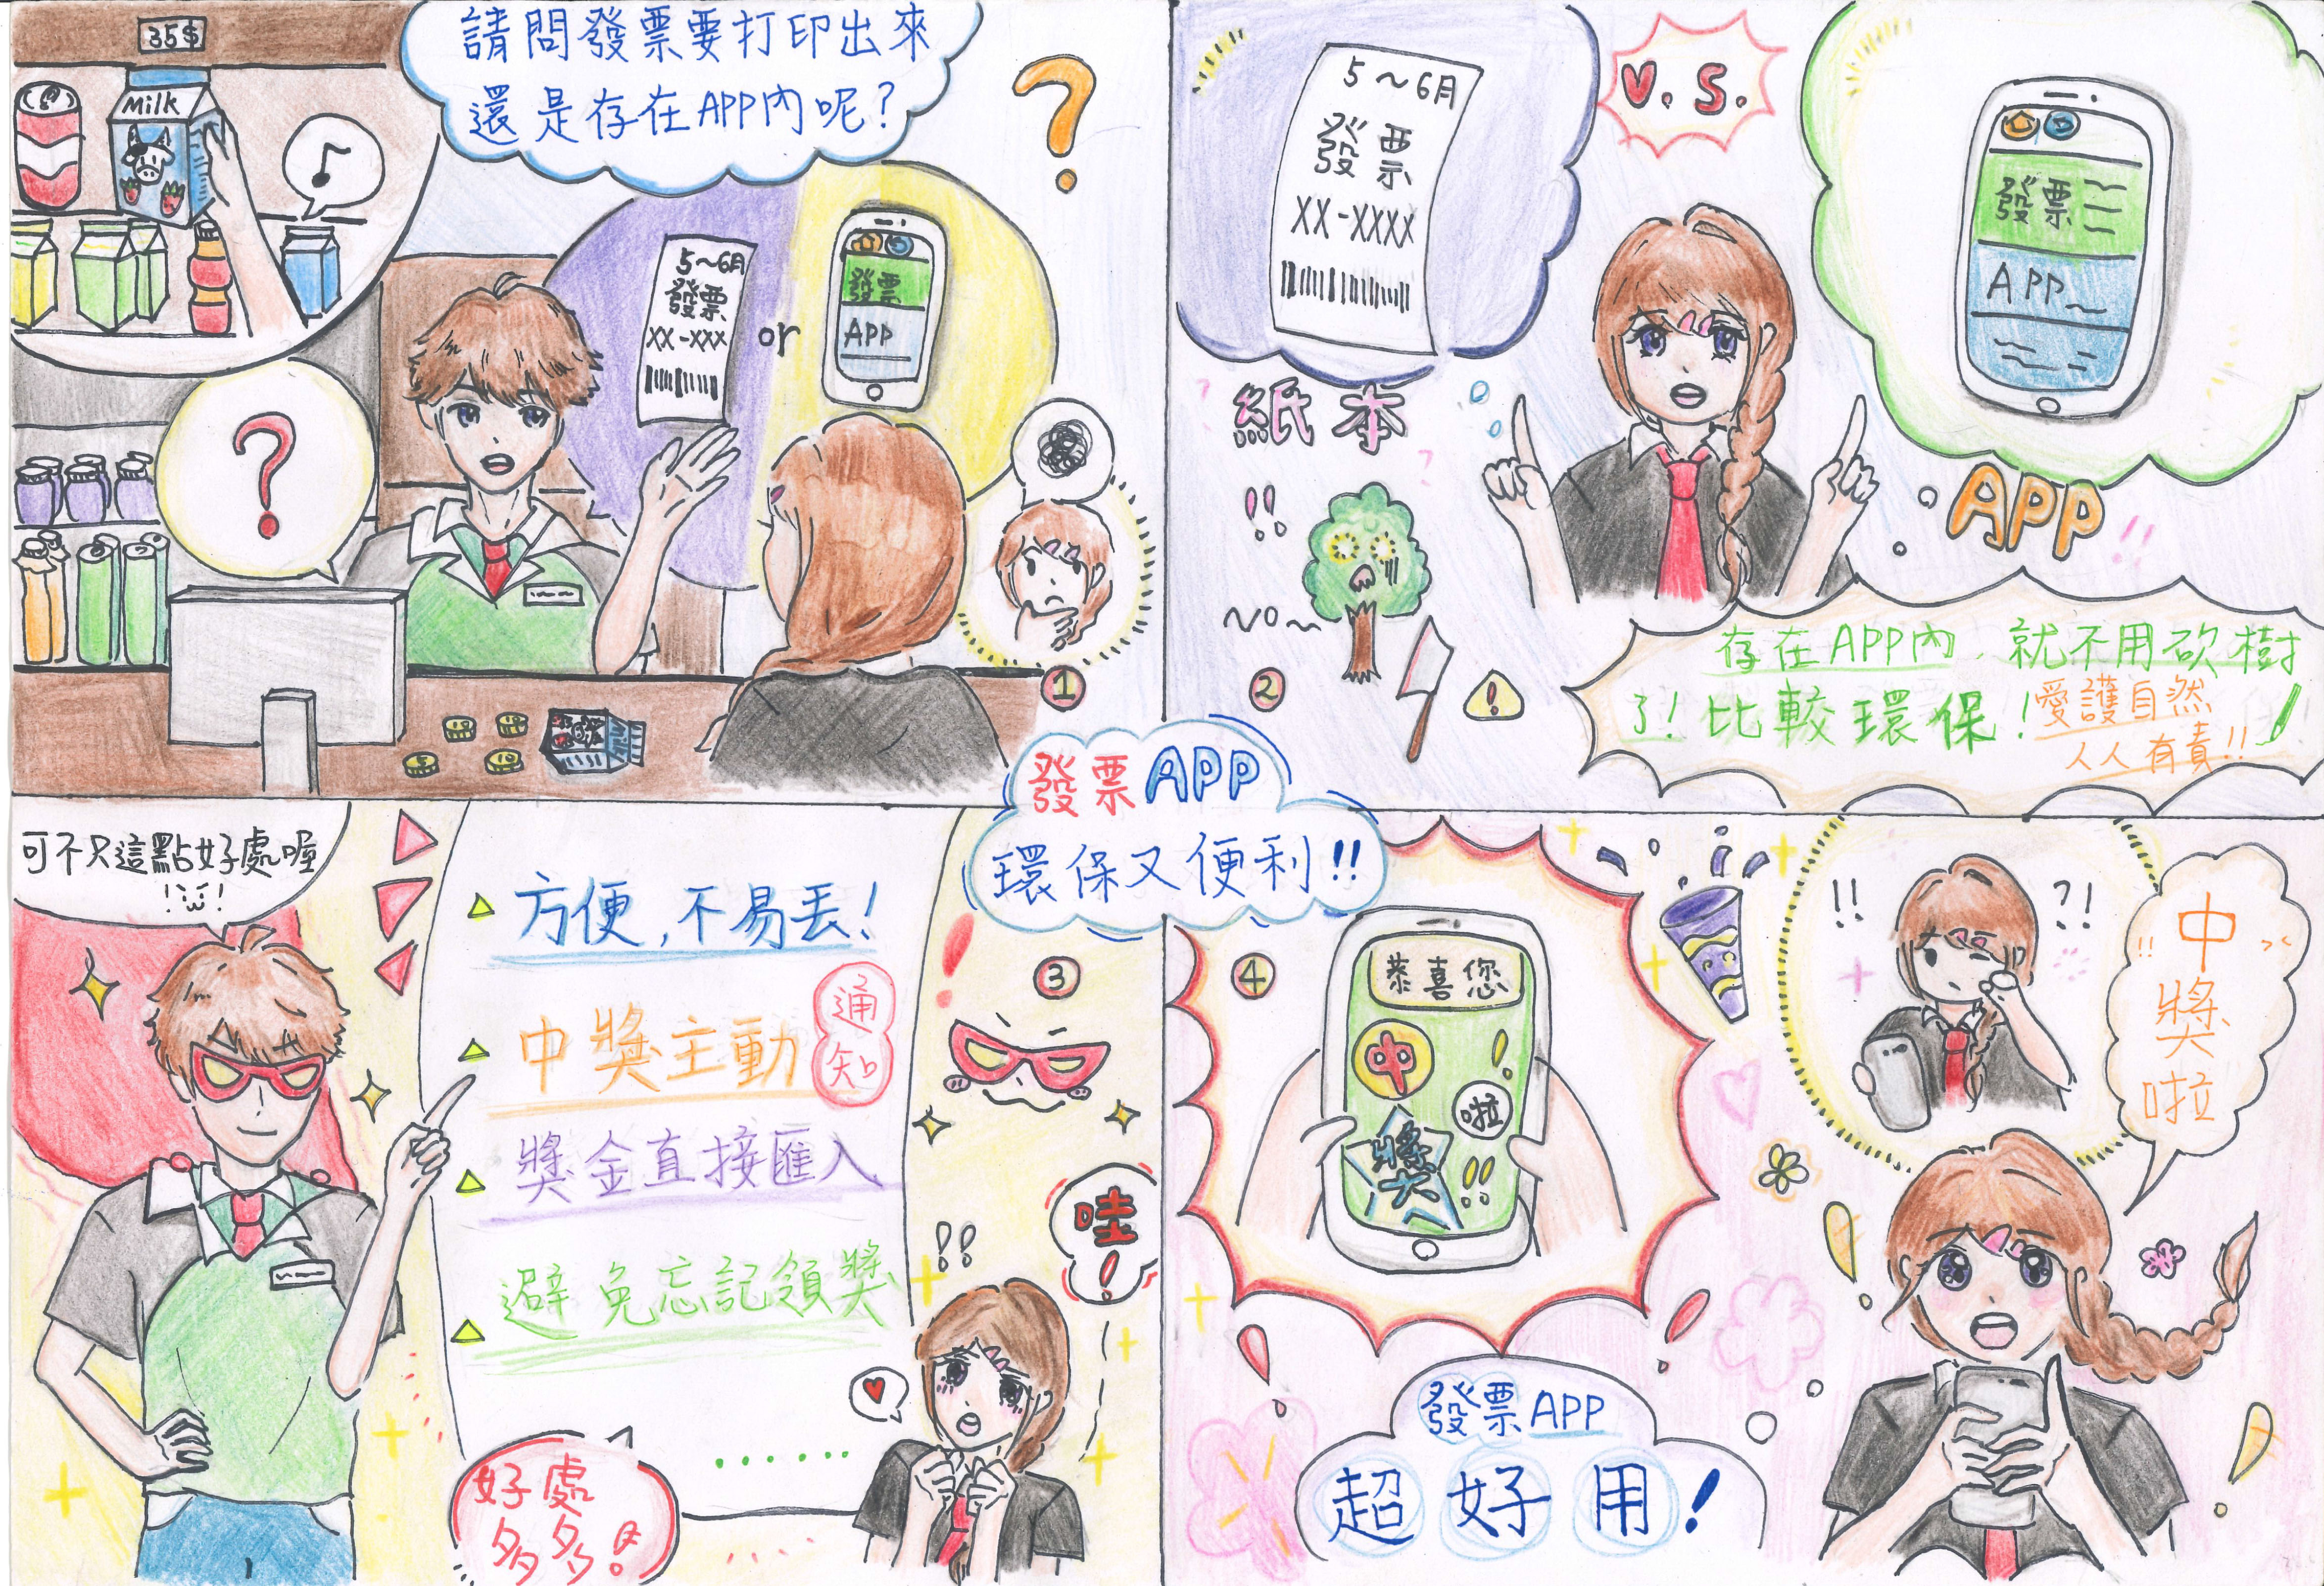 35$
Milk
請問發票要打印出來
還是存在APP內呢?
?
?
5~6月
發票
XX-XXX
or
發票
APP
5
10
10
①
5~6月
發票
XX-XXXX
V.S.
發票
APP~
紙本
APP
!!
~No~
!
②
存在APP內,就不用砍樹
了!比較環保!
愛護自然
人人有責!!
發票APP
環保又便利!!
可不只這點好處喔
方便,不易丟!
中獎主動
通知
獎金直接匯入
避免忘記領獎
......
③
!!
哇!
好處
多多!
④
恭喜您
中
獎
啦
!
!!
!!
?!
!!
中
獎
啦
發票APP
超好用!